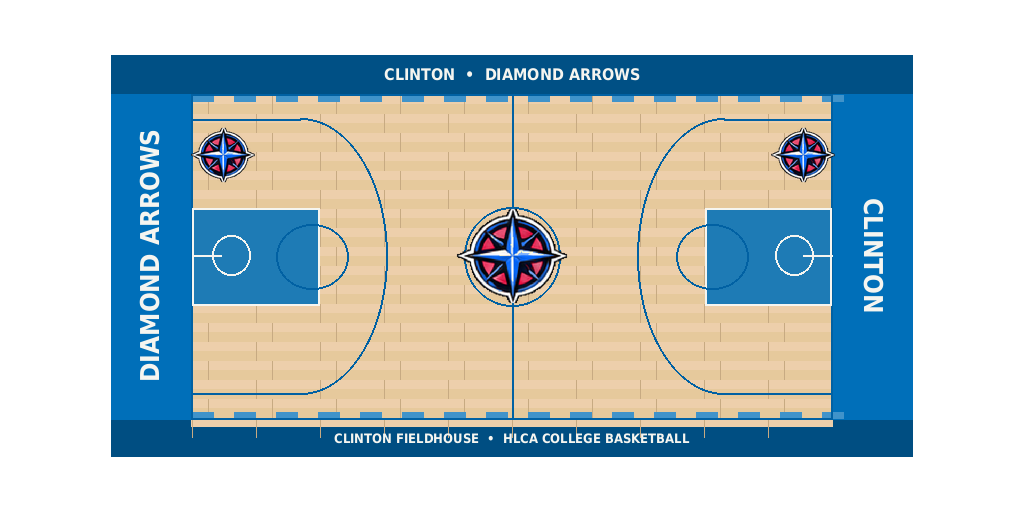 CLINTON • DIAMOND ARROWS
DIAMOND ARROWS
CLINTON
CLINTON FIELDHOUSE • HLCA COLLEGE BASKETBALL